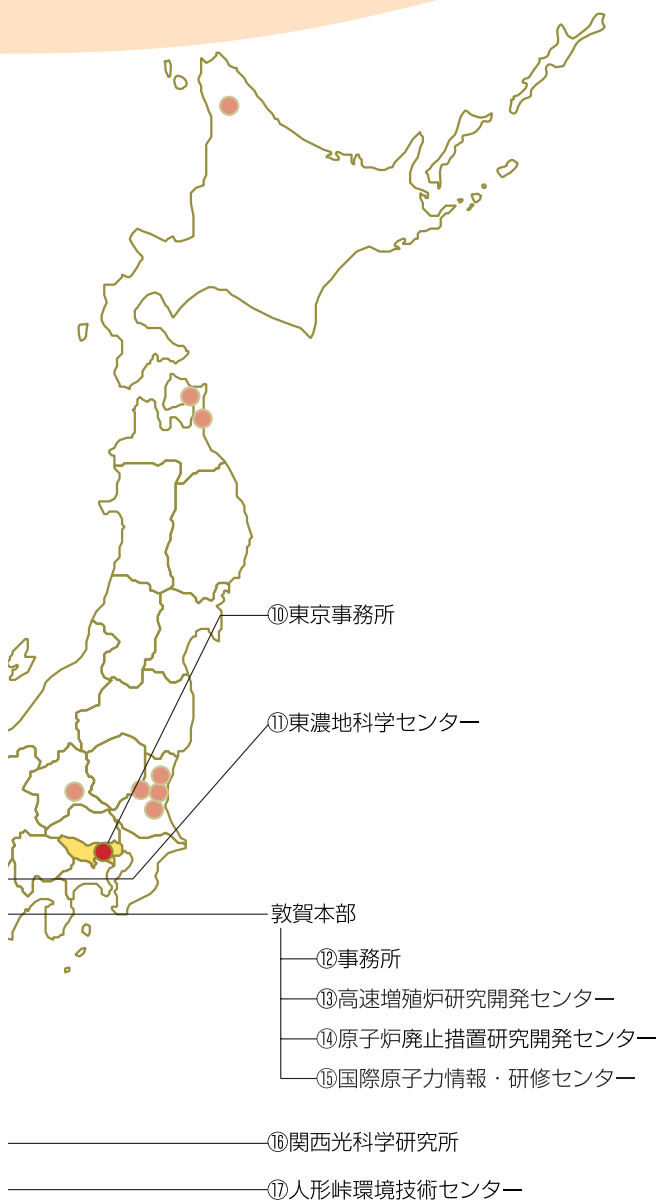 ⑩東京事務所
⑪東濃地科学センター
敦賀本部
⑫事務所
⑬高速増殖炉研究開発センター
⑭原子炉廃止措置研究開発センター
⑮国際原子力情報・研修センター
⑯関西光科学研究所
⑰人形峠環境技術センター